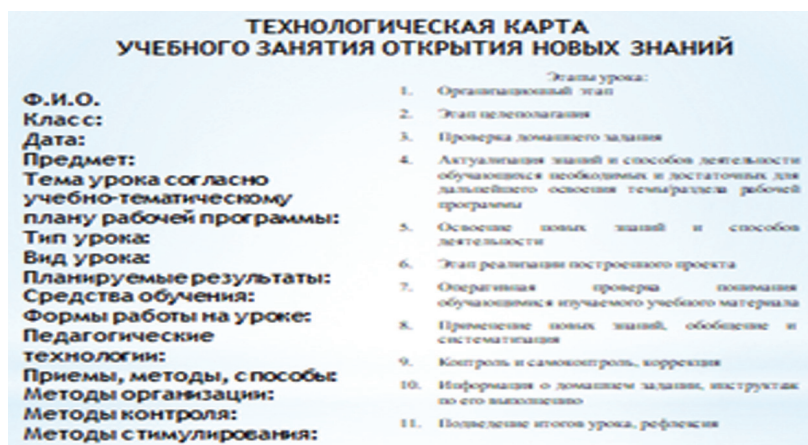 ТЕХНОЛОГИЧЕСКАЯ КАРТА
УЧЕБНОГО ЗАНЯТИЯ ОТКРЫТИЯ НОВЫХ ЗНАНИЙ
Ф.И.О.
Класс:
Дата:
Предмет:
Тема урока согласно
учебно-тематическому
плану рабочей программы:
Тип урока:
Вид урока:
Планируемые результаты:
Средства обучения:
Формы работы на уроке:
Педагогические
технологии:
Приемы, методы, способы:
Методы организации:
Методы контроля:
Методы стимулирования:
Этапы урока:
1. Организационный этап
2. Этап целеполагания
3. Проверка домашнего задания
4. Актуализация знаний и способов деятельности
обучающихся необходимых и достаточных для
дальнейшего освоения темы/раздела рабочей
программы
5. Освоение новых знаний и способов
деятельности
6. Этап реализации построенного проекта
7. Оперативная проверка понимания
обучающимися изучаемого учебного материала
8. Применение новых знаний, обобщение и
систематизация
9. Контроль и самоконтроль, коррекция
10. Информация о домашнем задании, инструктаж
по его выполнению
11. Подведение итогов урока, рефлексия